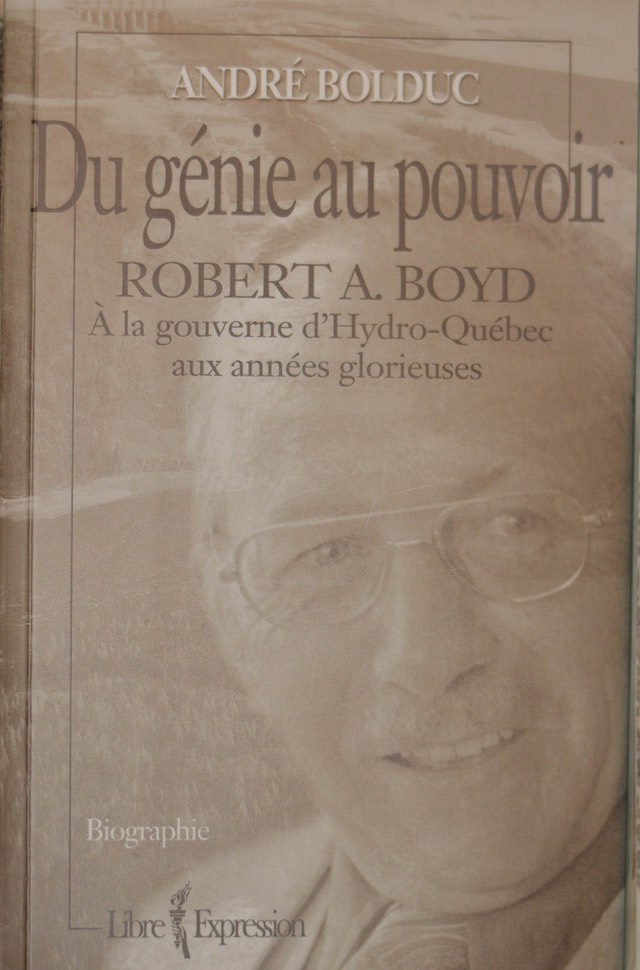 ANDRÉ BOLDUC
Du génie au pouvoir
ROBERT A. BOYD
À la gouverne d'Hydro-Québec
aux années glorieuses
Biographie
Libre Expression